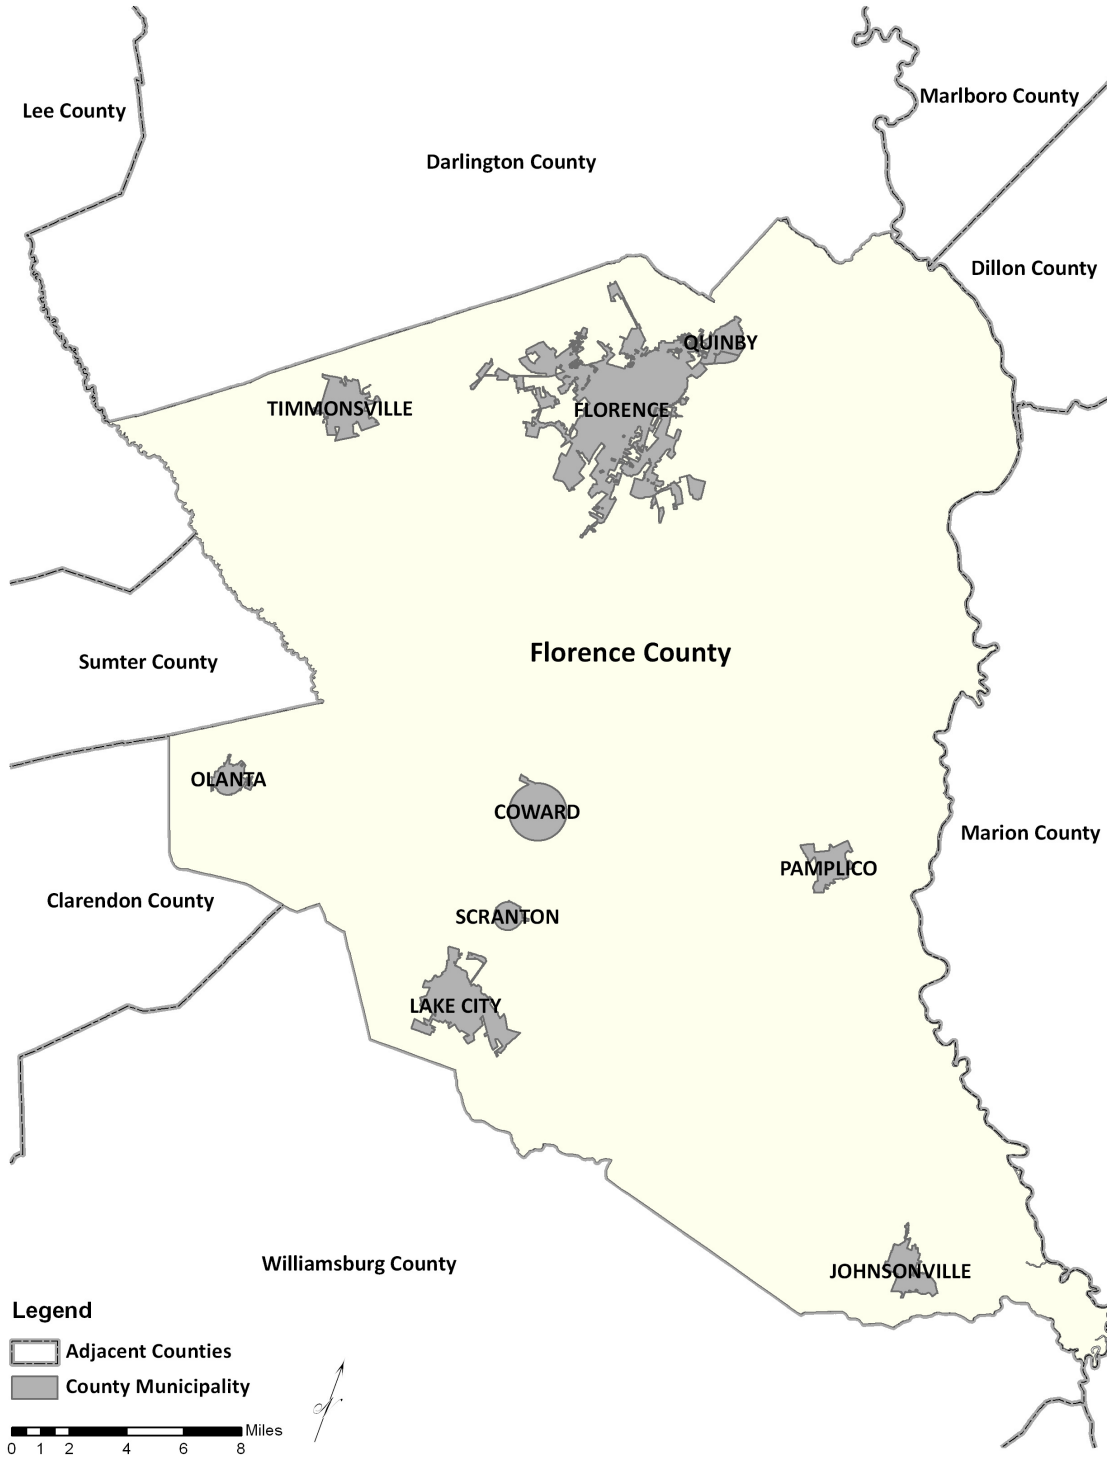 Lee County
Marlboro County
Darlington County
Dillon County
QUINBY
TIMMONSVILLE
FLORENCE
Florence County
Sumter County
OLANTA
COWARD
Marion County
PAMPLICO
Clarendon County
SCRANTON
LAKE CITY
Williamsburg County
JOHNSONVILLE
Legend
Adjacent Counties
County Municipality
N
Miles
0 1 2 4 6 8